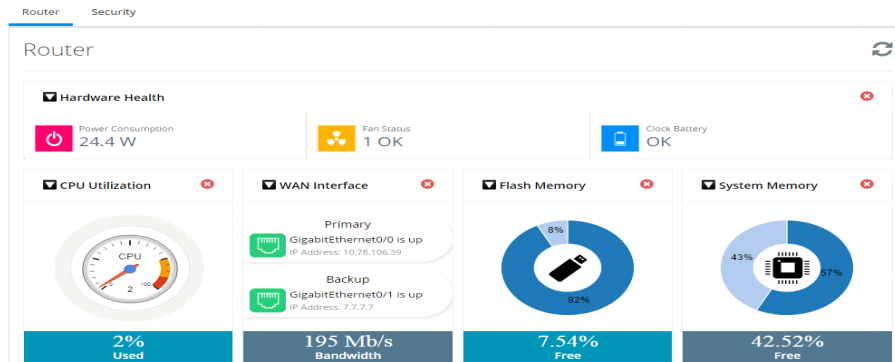 Router Security
Router
Hardware Health
Power Consumption
24.4 W
Fan Status
1 OK
Clock Battery
OK
CPU Utilization
CPU
0
100
2
2%
Used
WAN Interface
Primary
GigabitEthernet0/0 is up
IP Address: 10.78.106.39
Backup
GigabitEthernet0/1 is up
IP Address: 7.7.7.7
195 Mb/s
Bandwidth
Flash Memory
8%
92%
7.54%
Free
System Memory
43%
57%
42.52%
Free